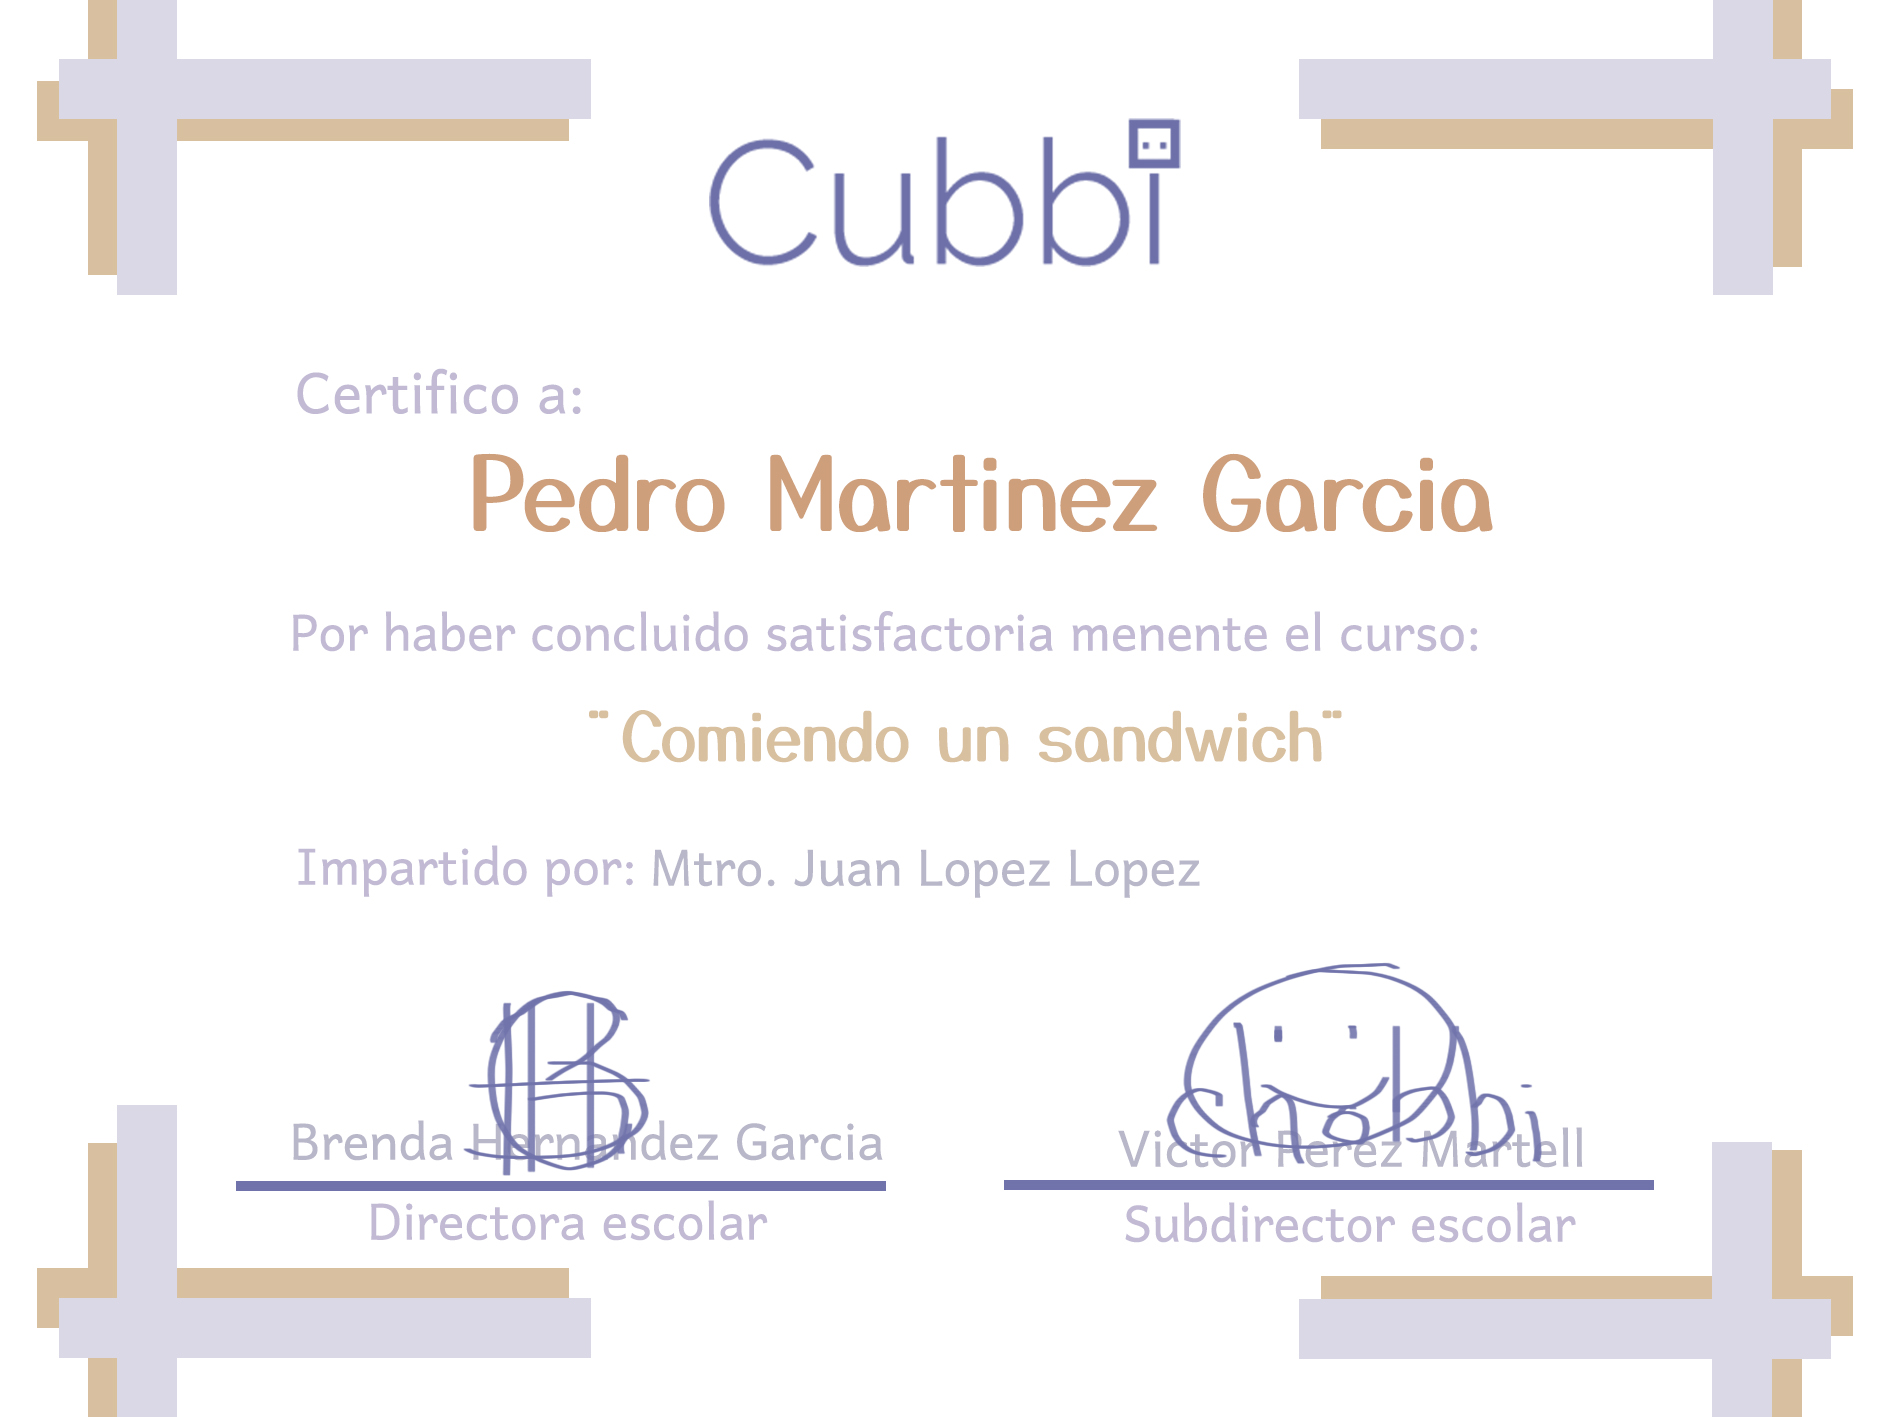 Cubbi
Certifico a:
Pedro Martinez Garcia
Por haber concluido satisfactoria menente el curso:
¨Comiendo un sandwich¨
Impartido por: Mtro. Juan Lopez Lopez
chobbi
Brenda Hernandez Garcia
Victor Perez Martell
Directora escolar
Subdirector escolar